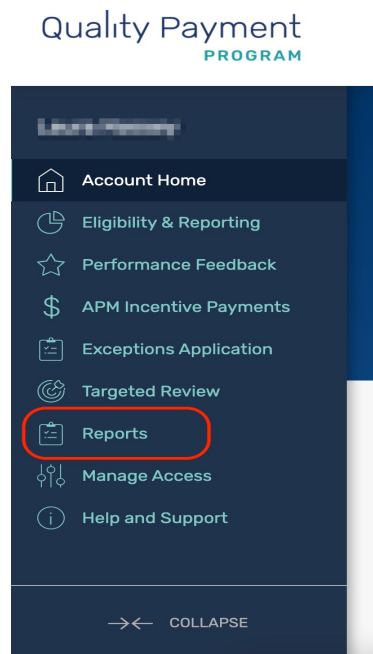 Quality Payment
PROGRAM
Account Home
Eligibility & Reporting
Performance Feedback
APM Incentive Payments
Exceptions Application
Targeted Review
Reports
Manage Access
Help and Support
COLLAPSE